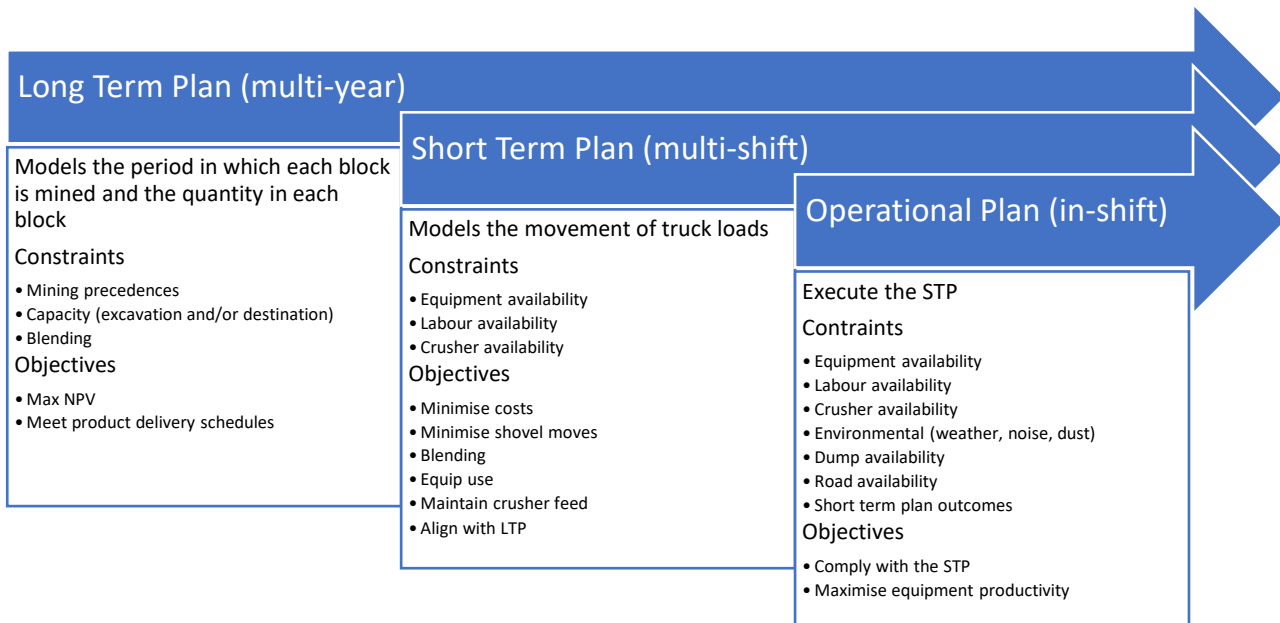 Long Term Plan (multi-year)
Models the period in which each block
is mined and the quantity in each
block
Constraints
• Mining precedences
• Capacity (excavation and/or destination)
• Blending
Objectives
• Max NPV
• Meet product delivery schedules
Short Term Plan (multi-shift)
Models the movement of truck loads
Constraints
• Equipment availability
• Labour availability
• Crusher availability
Objectives
• Minimise costs
• Minimise shovel moves
• Blending
• Equip use
• Maintain crusher feed
• Align with LTP
Operational Plan (in-shift)
Execute the STP
Contraints
• Equipment availability
• Labour availability
• Crusher availability
• Environmental (weather, noise, dust)
• Dump availability
• Road availability
• Short term plan outcomes
Objectives
• Comply with the STP
• Maximise equipment productivity